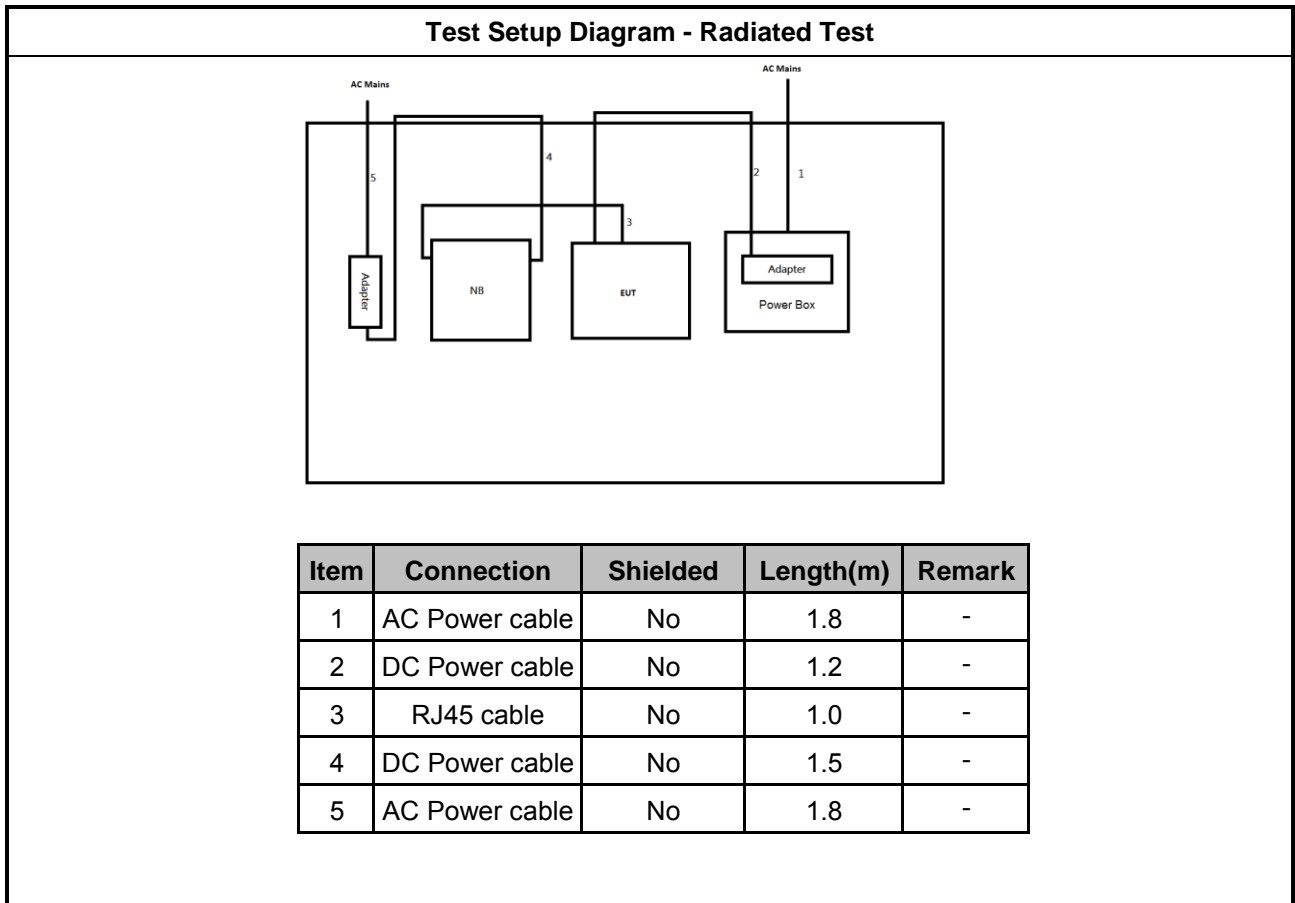 Test Setup Diagram - Radiated Test
AC Mains
AC Mains
4
5
2 1
3
Adapter
Adapter
NB
EUT
Power Box
Item Connection Shielded Length(m) Remark
1 AC Power cable No 1.8 -
2 DC Power cable No 1.2 -
3 RJ45 cable No 1.0 -
4 DC Power cable No 1.5 -
5 AC Power cable No 1.8 -